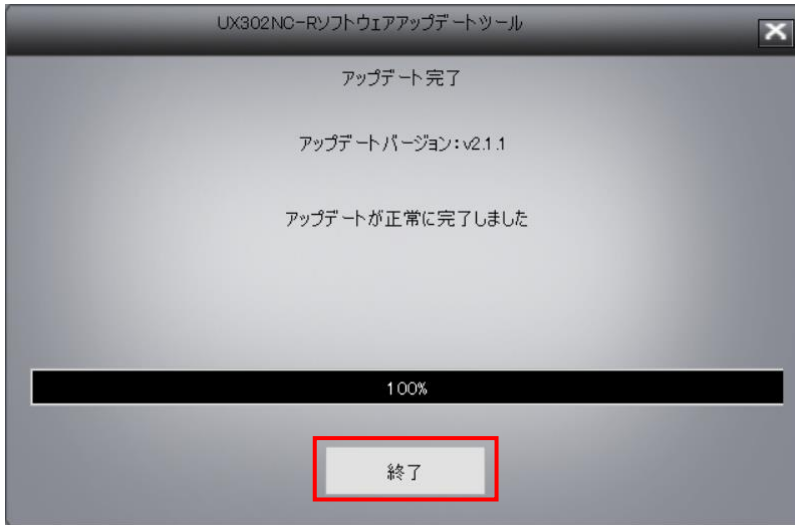 UX302NC-Rソフトウェアアップデートツール
アップデート完了
アップデートバージョン：v2.1.1
アップデートが正常に完了しました
100%
終了